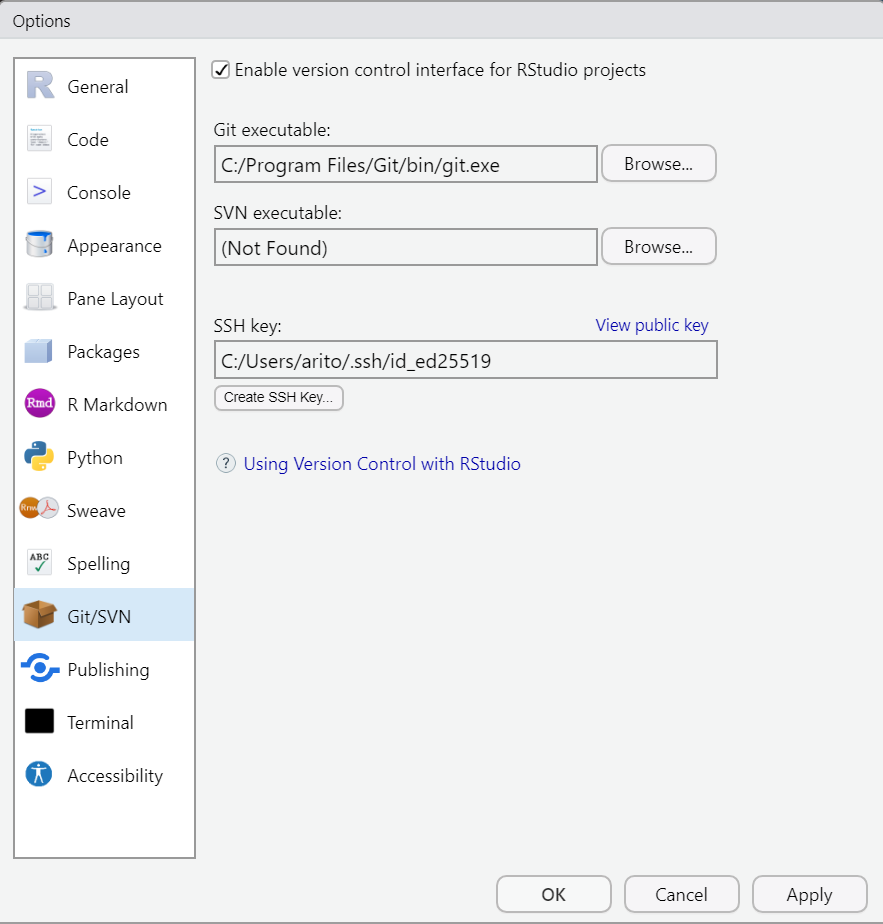 Options
General
Code
Console
Appearance
Pane Layout
Packages
Rmd R Markdown
Python
Rnw Sweave
ABC Spelling
Git/SVN
Publishing
Terminal
Accessibility
Enable version control interface for RStudio projects
Git executable:
C:/Program Files/Git/bin/git.exe Browse...
SVN executable:
(Not Found) Browse...
SSH key: View public key
C:/Users/arito/.ssh/id_ed25519
Create SSH Key...
? Using Version Control with RStudio
OK Cancel Apply